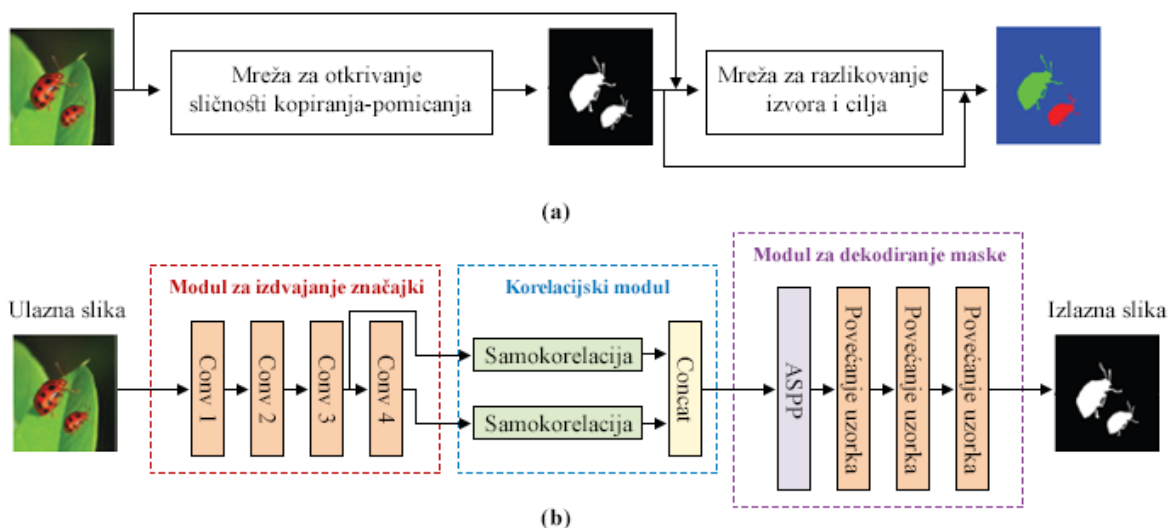 Mreža za otkrivanje
sličnosti kopiranja-pomicanja
Mreža za razlikovanje
izvora i cilja
(a)
Modul za izdvajanje značajki
Korelacijski modul
Modul za dekodiranje maske
Ulazna slika
Conv 1
Conv 2
Conv 3
Conv 4
Samokorelacija
Samokorelacija
Concat
ASPP
Povećanje uzorka
Povećanje uzorka
Povećanje uzorka
Izlazna slika
(b)